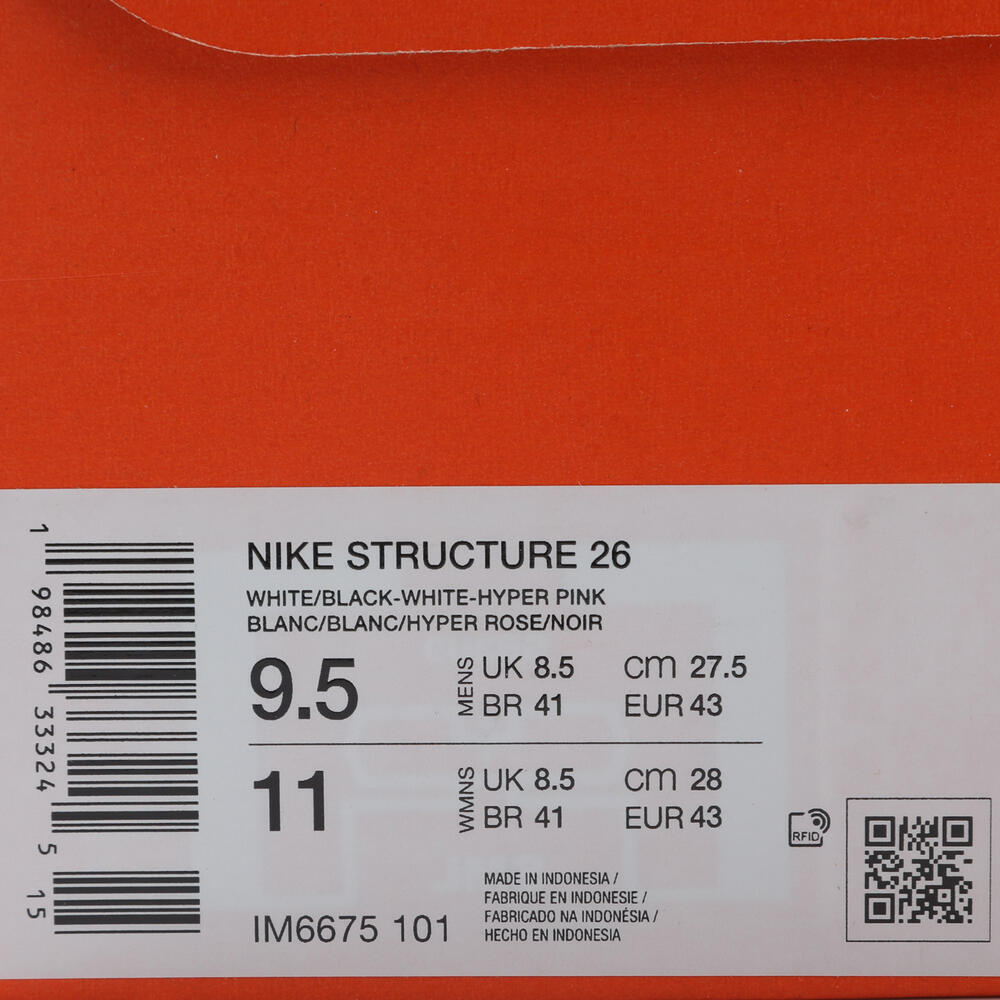 NIKE STRUCTURE 26
WHITE/BLACK-WHITE-HYPER PINK
BLANC/BLANC/HYPER ROSE/NOIR
9.5 MENS UK 8.5 CM 27.5
BR 41 EUR 43
11 WMNS UK 8.5 CM 28
BR 41 EUR 43
RFID
MADE IN INDONESIA /
FABRIQUE EN INDONESIE /
FABRICADO NA INDONÉSIA /
HECHO EN INDONESIA
IM6675 101
1 98486 33324 5 15